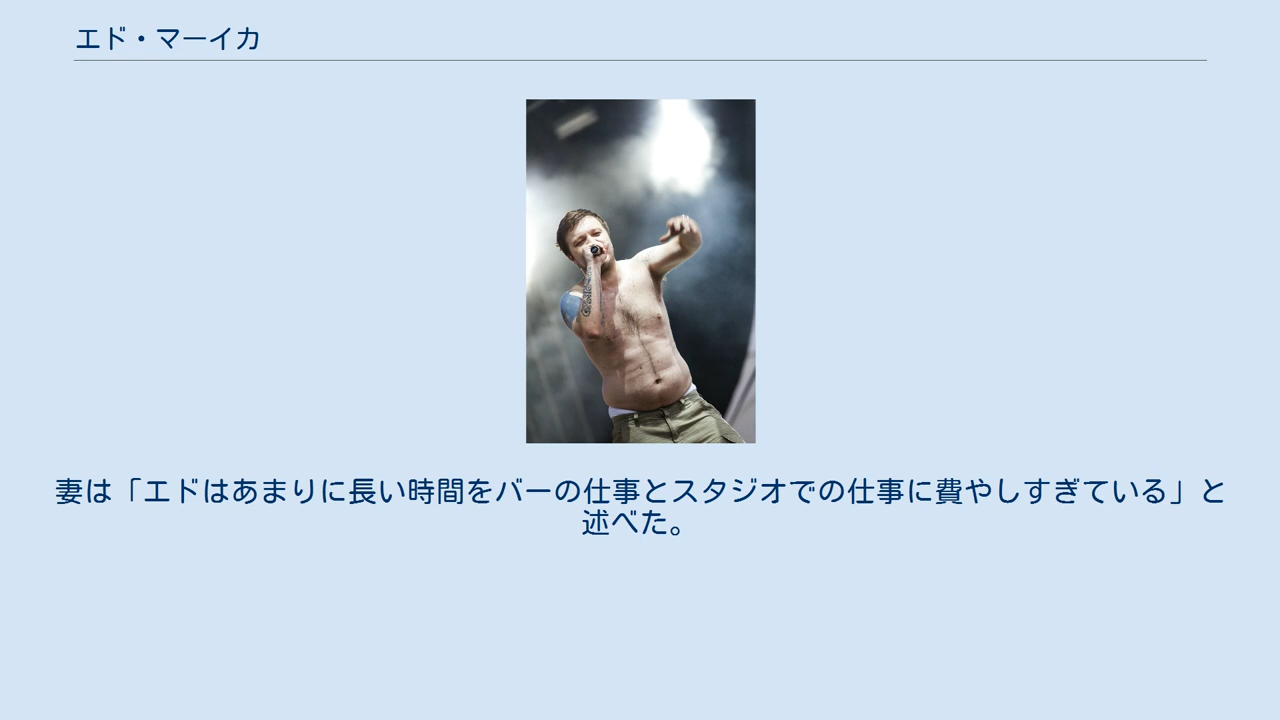 エド・マーイカ
妻は「エドはあまりに長い時間をバーの仕事とスタジオでの仕事に費やしすぎている」と
述べた。